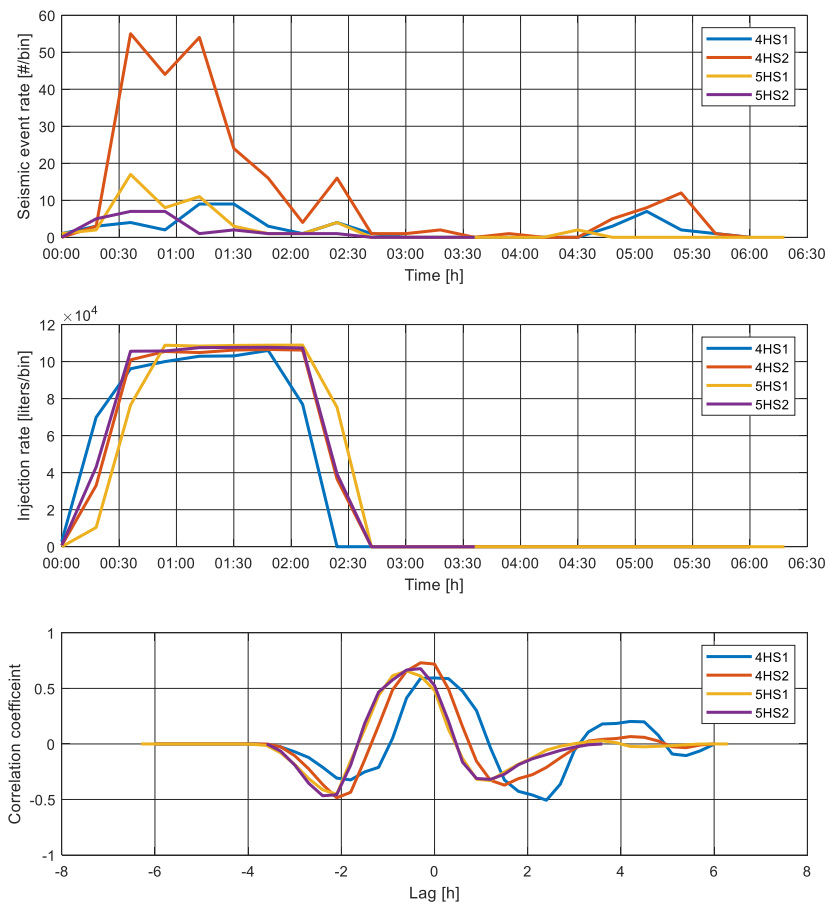 60
50
40
30
20
10
0
Seismic event rate [#/bin]
4HS1
4HS2
5HS1
5HS2
00:00 00:30 01:00 01:30 02:00 02:30 03:00 03:30 04:00 04:30 05:00 05:30 06:00 06:30
Time [h]
×10⁴
12
10
8
6
4
2
0
Injection rate [liters/bin]
4HS1
4HS2
5HS1
5HS2
00:00 00:30 01:00 01:30 02:00 02:30 03:00 03:30 04:00 04:30 05:00 05:30 06:00 06:30
Time [h]
1
0.5
0
-0.5
-1
Correlation coefficeint
4HS1
4HS2
5HS1
5HS2
-8 -6 -4 -2 0 2 4 6 8
Lag [h]